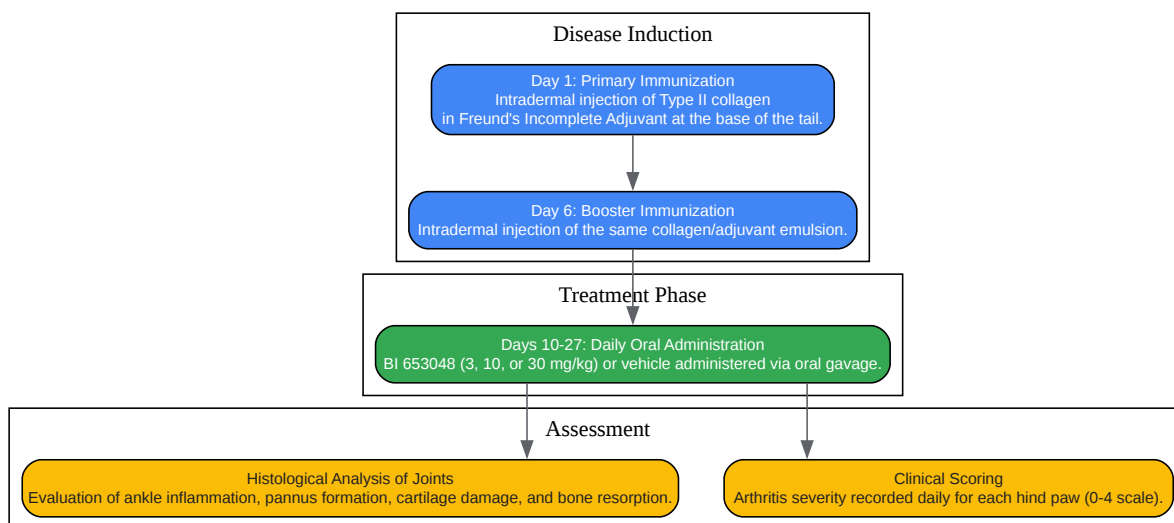 Disease Induction
Day 1: Primary Immunization
Intradermal injection of Type II collagen
in Freund's Incomplete Adjuvant at the base of the tail.
Day 6: Booster Immunization
Intradermal injection of the same collagen/adjuvant emulsion.
Treatment Phase
Days 10-27: Daily Oral Administration
BI 653048 (3, 10, or 30 mg/kg) or vehicle administered via oral gavage.
Assessment
Histological Analysis of Joints
Evaluation of ankle inflammation, pannus formation, cartilage damage, and bone resorption.
Clinical Scoring
Arthritis severity recorded daily for each hind paw (0-4 scale).